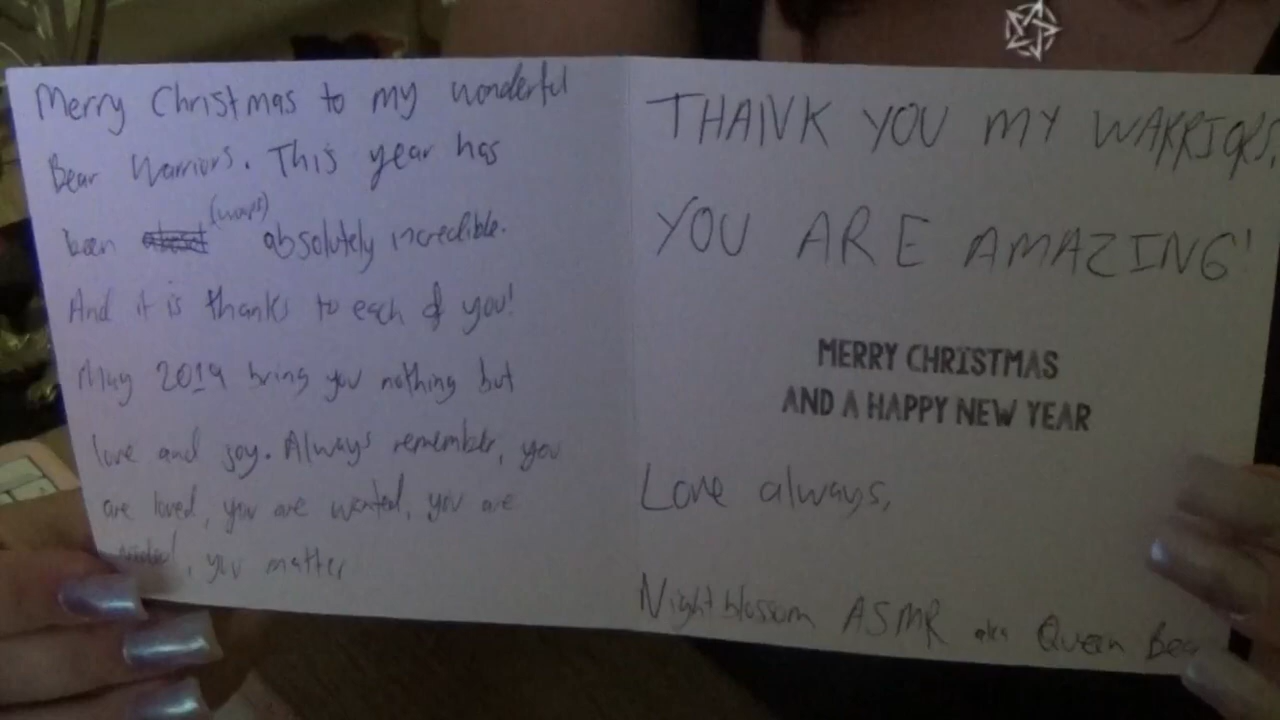 Merry Christmas to my wonderful
Bear Warriors. This year has
been (wars) absolutely incredible.
And it is thanks to each of you!
May 2019 bring you nothing but
love and joy. Always remember, you
are loved, you are wanted, you are
, you matter
THANK YOU MY WARRIORS,
YOU ARE AMAZING!
MERRY CHRISTMAS
AND A HAPPY NEW YEAR
Love always,
Nightblossom ASMR aka Queen Bear